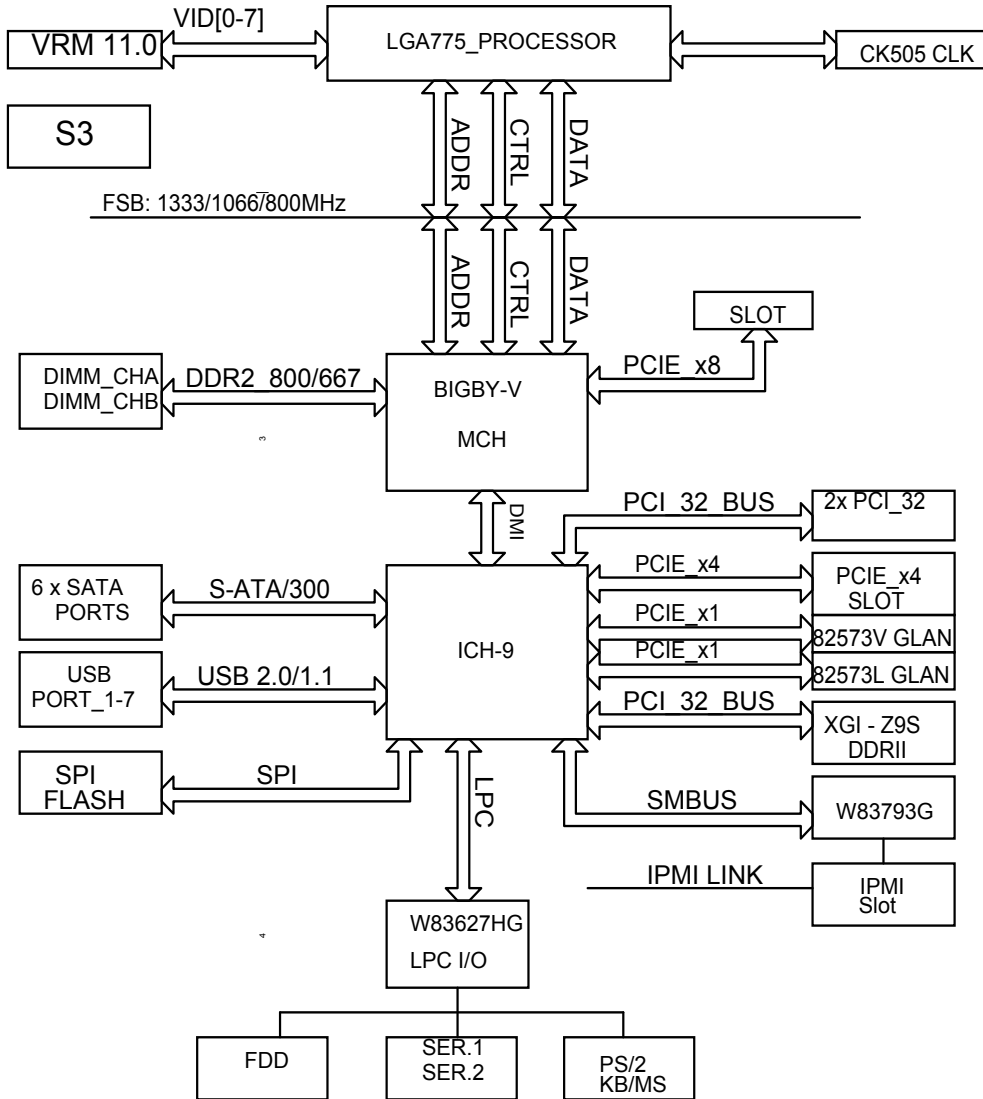 VID[0-7]
VRM 11.0
LGA775_PROCESSOR
CK505 CLK
S3
ADDR
CTRL
DATA
FSB: 1333/1066/800MHz
ADDR
CTRL
DATA
SLOT
DIMM_CHA
DIMM_CHB
DDR2_800/667
BIGBY-V
MCH
PCIE_x8
3
DMI
PCI_32_BUS
2x PCI_32
6 x SATA
PORTS
S-ATA/300
ICH-9
PCIE_x4
PCIE_x4
SLOT
PCIE_x1
82573V GLAN
PCIE_x1
82573L GLAN
USB
PORT_1-7
USB 2.0/1.1
PCI_32_BUS
XGI - Z9S
DDRII
SPI
FLASH
SPI
LPC
SMBUS
W83793G
IPMI LINK
IPMI
Slot
W83627HG
LPC I/O
4
FDD
SER.1
SER.2
PS/2
KB/MS